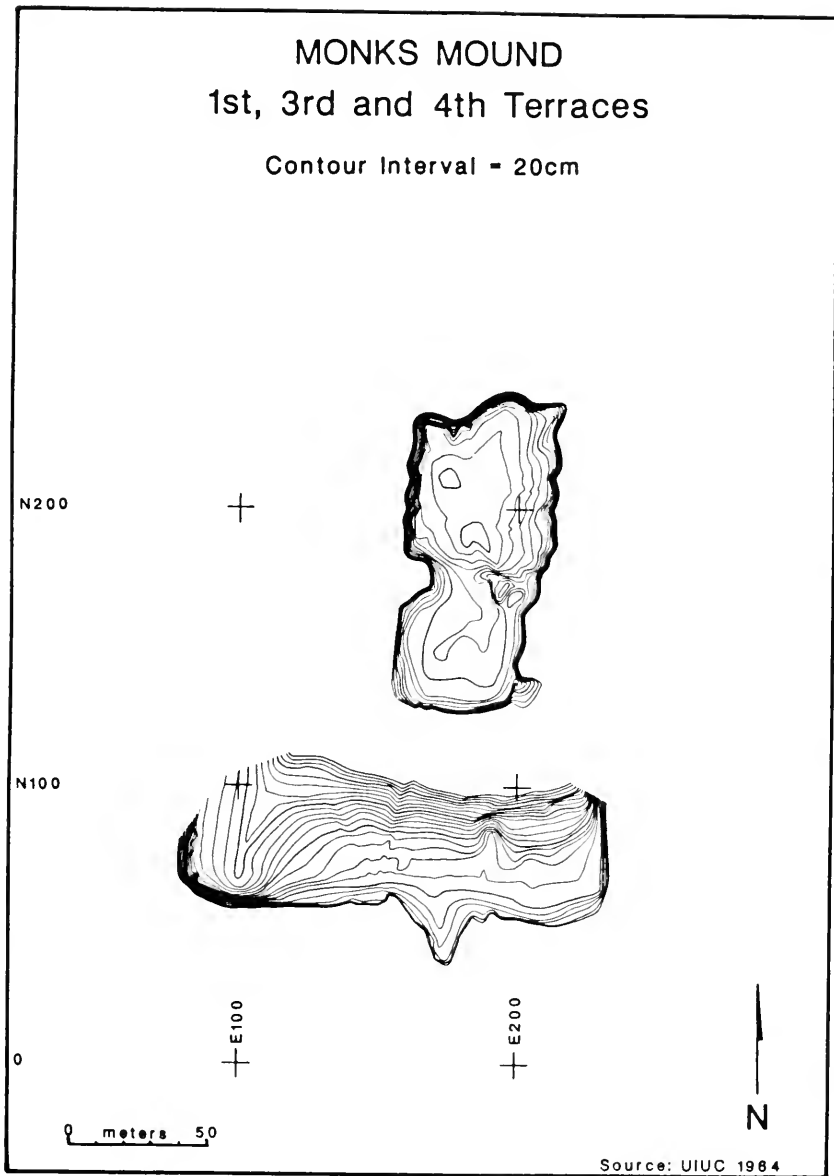 MONKS MOUND
1st, 3rd and 4th Terraces
Contour Interval = 20cm
N200
N100
E100
E200
0
0 meters 50
N
Source: UIUC 1964